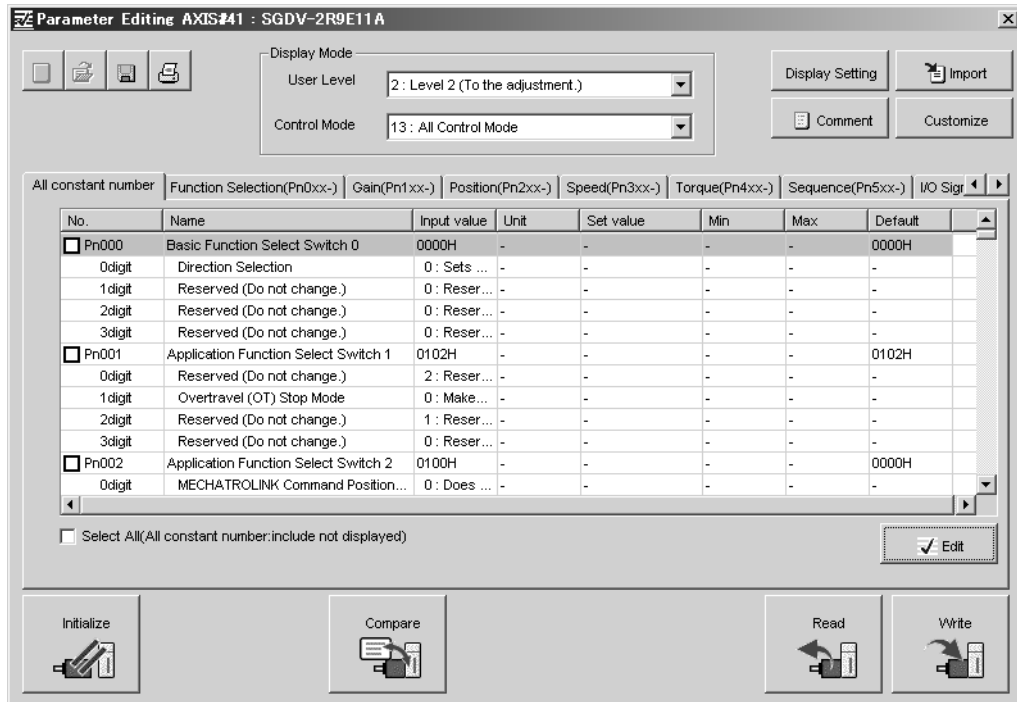 Parameter Editing AXIS#41 : SGDV-2R9E11A
Display Mode
User Level 2 : Level 2 (To the adjustment.)
Control Mode 13 : All Control Mode
Display Setting Import
Comment Customize
All constant number Function Selection(Pn0xx-) Gain(Pn1xx-) Position(Pn2xx-) Speed(Pn3xx-) Torque(Pn4xx-) Sequence(Pn5xx-) I/O Sigr
No. Name Input value Unit Set value Min Max Default
Pn000 Basic Function Select Switch 0 0000H - - - - 0000H
0digit Direction Selection 0 : Sets ... - - - - -
1digit Reserved (Do not change.) 0 : Reser... - - - - -
2digit Reserved (Do not change.) 0 : Reser... - - - - -
3digit Reserved (Do not change.) 0 : Reser... - - - - -
Pn001 Application Function Select Switch 1 0102H - - - - 0102H
0digit Reserved (Do not change.) 2 : Reser... - - - - -
1digit Overtravel (OT) Stop Mode 0 : Make... - - - - -
2digit Reserved (Do not change.) 1 : Reser... - - - - -
3digit Reserved (Do not change.) 0 : Reser... - - - - -
Pn002 Application Function Select Switch 2 0100H - - - - 0000H
0digit MECHATROLINK Command Position... 0 : Does ... - - - - -
Select All(All constant number:include not displayed)
Edit
Initialize Compare Read Write